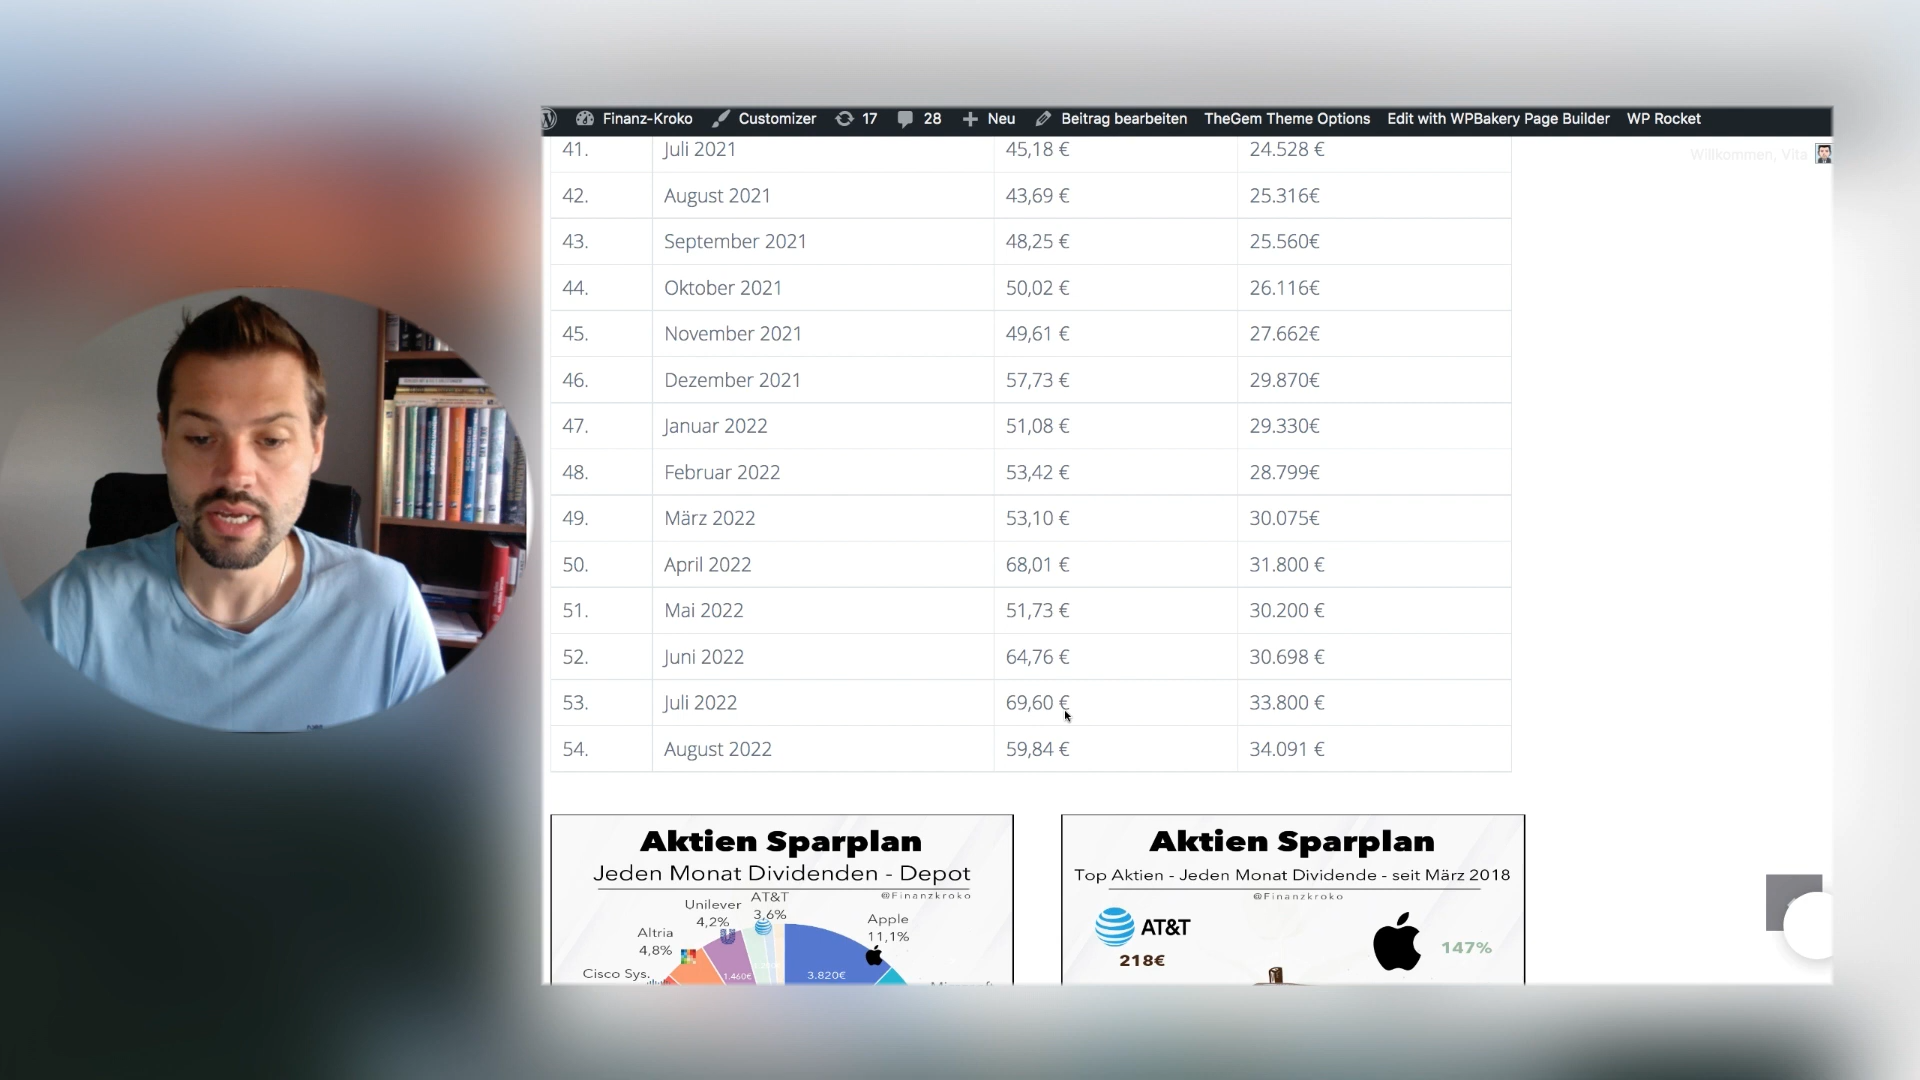 Finanz-Kroko Customizer 17 28 Neu Beitrag bearbeiten TheGem Theme Options Edit with WPBakery Page Builder WP Rocket
Willkommen, Vita
41. Juli 2021 45,18 € 24.528 €
42. August 2021 43,69 € 25.316€
43. September 2021 48,25 € 25.560€
44. Oktober 2021 50,02 € 26.116€
45. November 2021 49,61 € 27.662€
46. Dezember 2021 57,73 € 29.870€
47. Januar 2022 51,08 € 29.330€
48. Februar 2022 53,42 € 28.799€
49. März 2022 53,10 € 30.075€
50. April 2022 68,01 € 31.800 €
51. Mai 2022 51,73 € 30.200 €
52. Juni 2022 64,76 € 30.698 €
53. Juli 2022 69,60 € 33.800 €
54. August 2022 59,84 € 34.091 €
Aktien Sparplan
Jeden Monat Dividenden - Depot
@Finanzkroko
AT&T
3,6%
Unilever
4,2%
Apple
11,1%
Altria
4,8%
Cisco Sys.
1.460€
3.820€
Aktien Sparplan
Top Aktien - Jeden Monat Dividende - seit März 2018
@Finanzkroko
AT&T
218€
147%